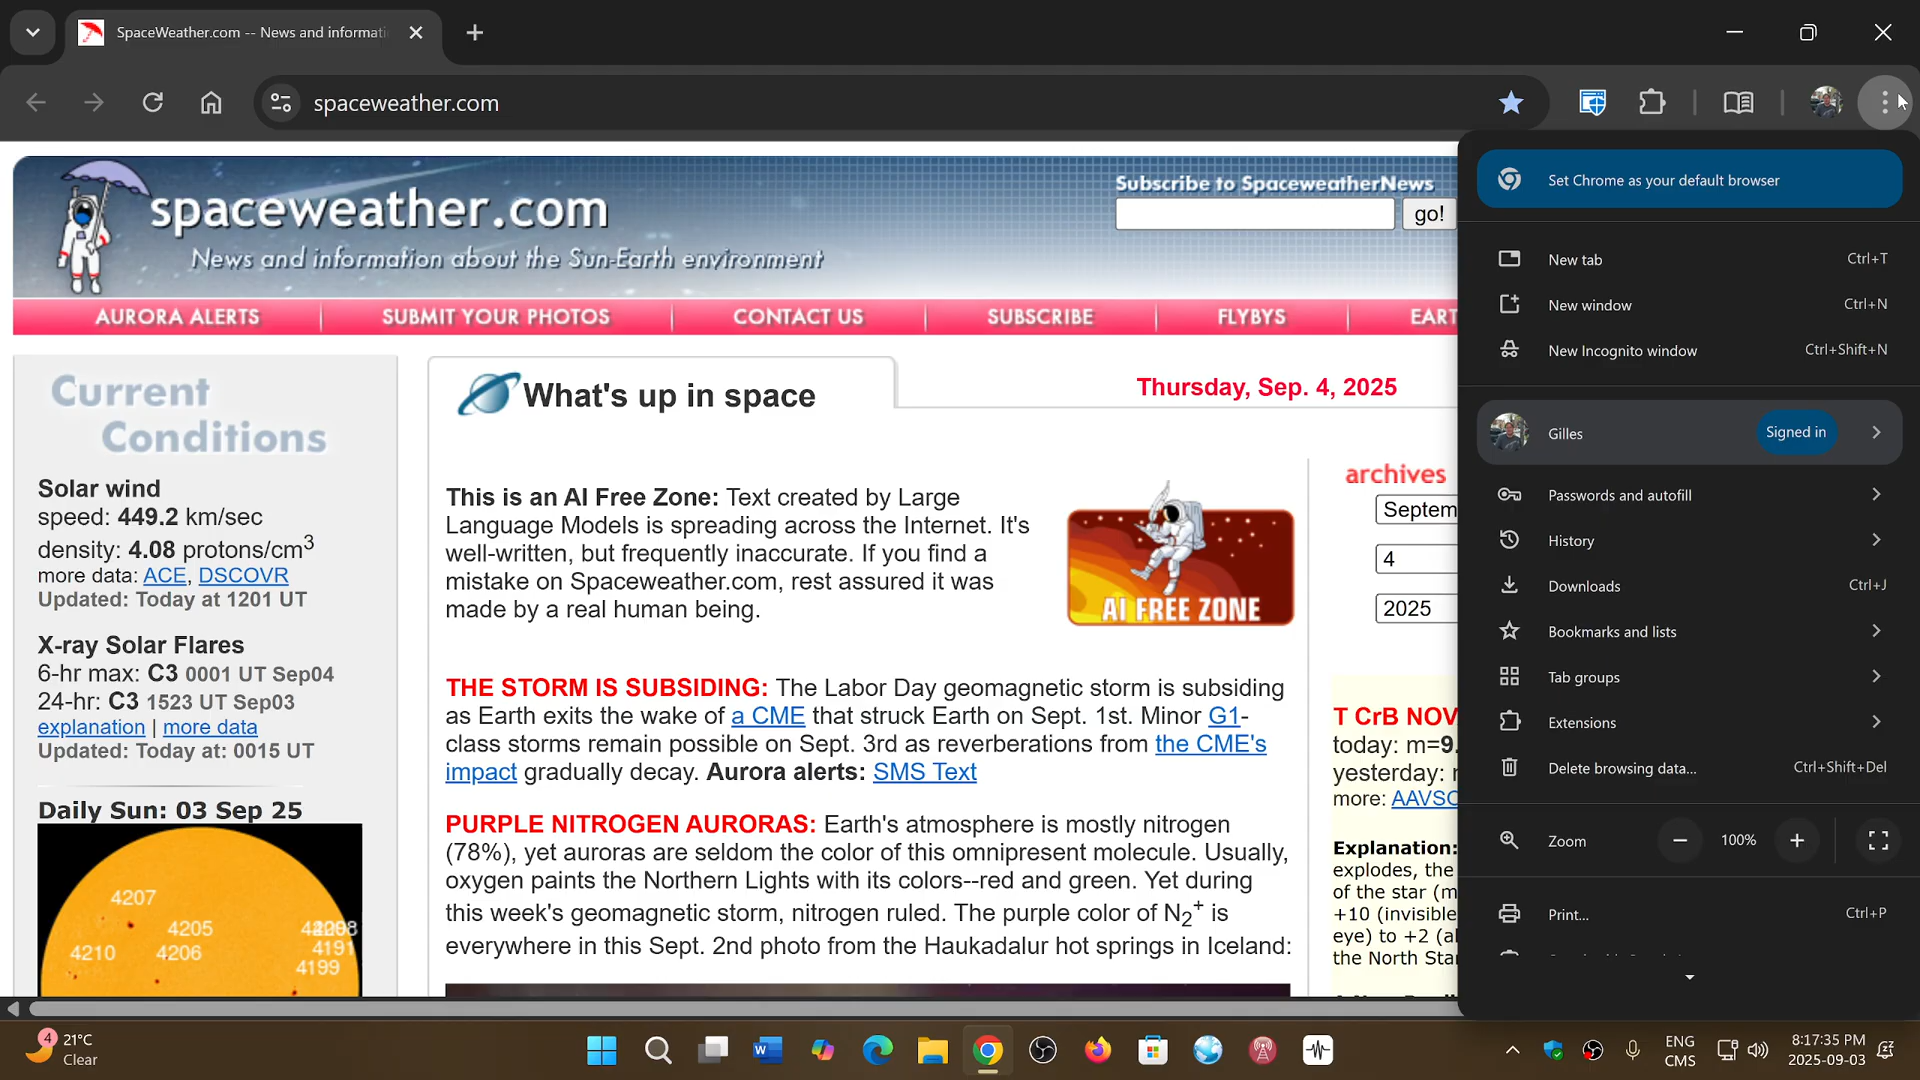 SpaceWeather.com -- News and informati
spaceweather.com
spaceweather.com
News and information about the Sun-Earth environment
Subscribe to SpaceweatherNews
go!
AURORA ALERTS
SUBMIT YOUR PHOTOS
CONTACT US
SUBSCRIBE
FLYBYS
EART
Current
Conditions
Solar wind
speed: 449.2 km/sec
density: 4.08 protons/cm3
more data: ACE, DSCOVR
Updated: Today at 1201 UT
X-ray Solar Flares
6-hr max: C3 0001 UT Sep04
24-hr: C3 1523 UT Sep03
explanation | more data
Updated: Today at: 0015 UT
Daily Sun: 03 Sep 25
4207
4205
4210
4206
4191
4199
What's up in space
Thursday, Sep. 4, 2025
This is an AI Free Zone: Text created by Large
Language Models is spreading across the Internet. It's
well-written, but frequently inaccurate. If you find a
mistake on Spaceweather.com, rest assured it was
made by a real human being.
AI FREE ZONE
THE STORM IS SUBSIDING: The Labor Day geomagnetic storm is subsiding
as Earth exits the wake of a CME that struck Earth on Sept. 1st. Minor G1-
class storms remain possible on Sept. 3rd as reverberations from the CME's
impact gradually decay. Aurora alerts: SMS Text
PURPLE NITROGEN AURORAS: Earth's atmosphere is mostly nitrogen
(78%), yet auroras are seldom the color of this omnipresent molecule. Usually,
oxygen paints the Northern Lights with its colors--red and green. Yet during
this week's geomagnetic storm, nitrogen ruled. The purple color of N2+ is
everywhere in this Sept. 2nd photo from the Haukadalur hot springs in Iceland:
archives
Septem
4
2025
T CrB NOV
today: m=9.
yesterday: r
more: AAVSO
Explanation:
explodes, the
of the star (m
+10 (invisible
eye) to +2 (a
the North Sta
Set Chrome as your default browser
New tab Ctrl+T
New window Ctrl+N
New Incognito window Ctrl+Shift+N
Gilles Signed in
Passwords and autofill
History
Downloads Ctrl+J
Bookmarks and lists
Tab groups
Extensions
Delete browsing data... Ctrl+Shift+Del
Zoom 100%
Print... Ctrl+P
4
21°C
Clear
ENG
CMS
8:17:35 PM
2025-09-03